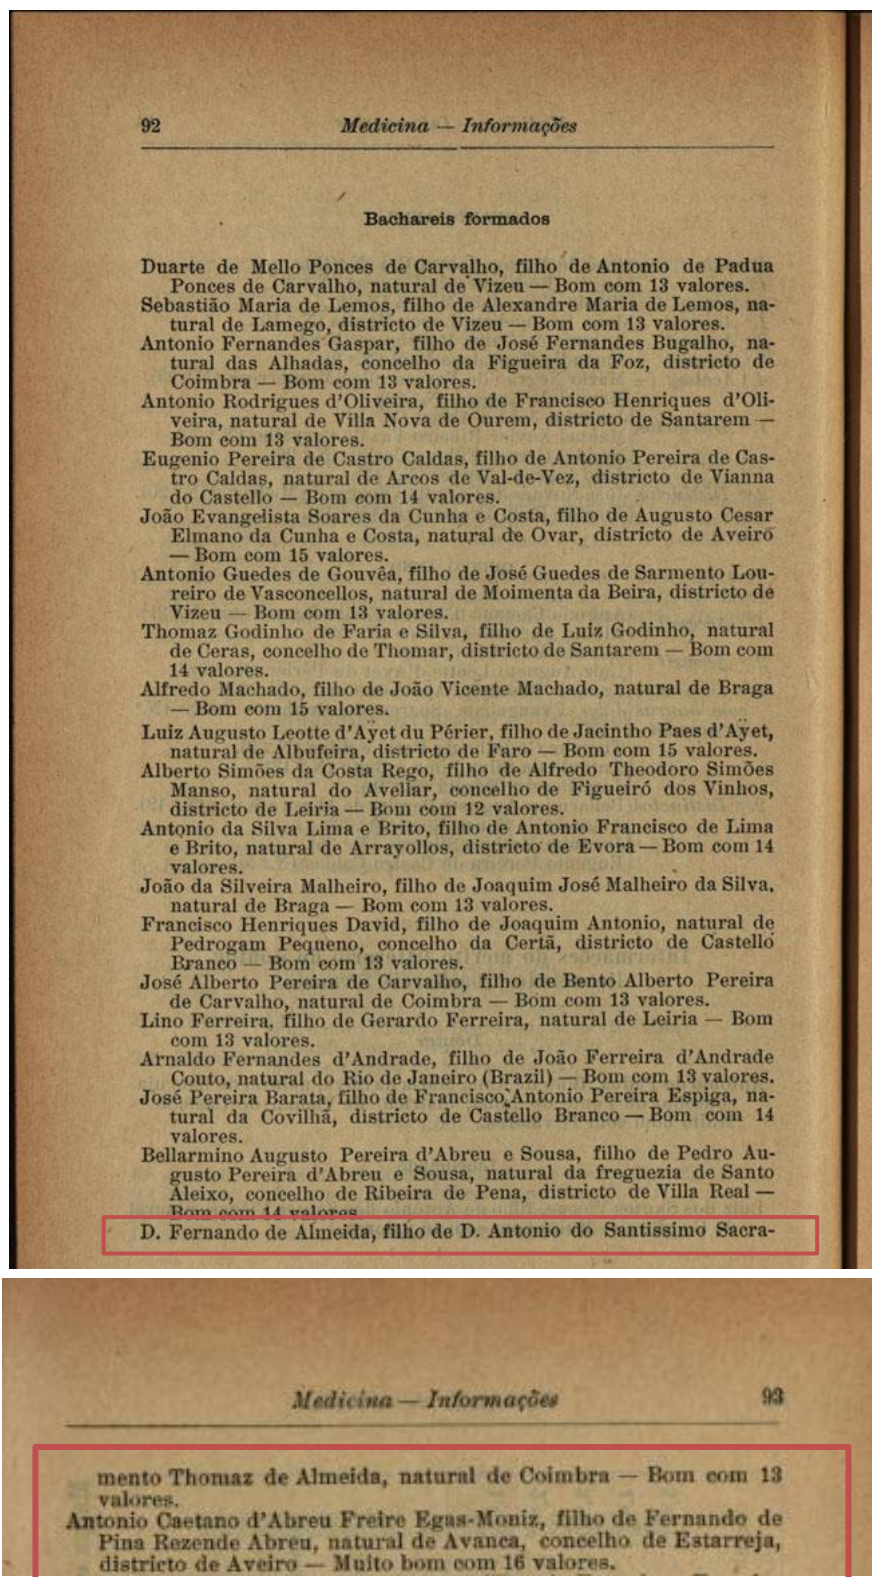 92
Medicina — Informações
Bachareis formados
Duarte de Mello Ponces de Carvalho, filho de Antonio de Padua
Ponces de Carvalho, natural de Vizeu — Bom com 13 valores.
Sebastião Maria de Lemos, filho de Alexandre Maria de Lemos, na-
tural de Lamego, districto de Vizeu — Bom com 13 valores.
Antonio Fernandes Gaspar, filho de José Fernandes Bugalho, na-
tural das Alhadas, concelho da Figueira da Foz, districto de
Coimbra — Bom com 13 valores.
Antonio Rodrigues d'Oliveira, filho de Francisco Henriques d'Oli-
veira, natural de Villa Nova de Ourem, districto de Santarem —
Bom com 13 valores.
Eugenio Pereira de Castro Caldas, filho de Antonio Pereira de Cas-
tro Caldas, natural de Arcos de Val-de-Vez, districto de Vianna
do Castello — Bom com 14 valores.
João Evangelista Soares da Cunha e Costa, filho de Augusto Cesar
Elmano da Cunha e Costa, natural de Ovar, districto de Aveiro
— Bom com 15 valores.
Antonio Guedes de Gouvêa, filho de José Guedes de Sarmento Lou-
reiro de Vasconcellos, natural de Moimenta da Beira, districto de
Vizeu — Bom com 13 valores.
Thomaz Godinho de Faria e Silva, filho de Luiz Godinho, natural
de Ceras, concelho de Thomar, districto de Santarem — Bom com
14 valores.
Alfredo Machado, filho de João Vicente Machado, natural de Braga
— Bom com 15 valores.
Luiz Augusto Leotte d'Ayet du Périer, filho de Jacintho Paes d'Ayet,
natural de Albufeira, districto de Faro — Bom com 15 valores.
Alberto Simões da Costa Rego, filho de Alfredo Theodoro Simões
Manso, natural do Avellar, concelho de Figueiró dos Vinhos,
districto de Leiria — Bom com 12 valores.
Antonio da Silva Lima e Brito, filho de Antonio Francisco de Lima
e Brito, natural de Arrayollos, districto de Evora — Bom com 14
valores.
João da Silveira Malheiro, filho de Joaquim José Malheiro da Silva,
natural de Braga — Bom com 13 valores.
Francisco Henriques David, filho de Joaquim Antonio, natural de
Pedrogam Pequeno, concelho da Certã, districto de Castello
Branco — Bom com 13 valores.
José Alberto Pereira de Carvalho, filho de Bento Alberto Pereira
de Carvalho, natural de Coimbra — Bom com 13 valores.
Lino Ferreira, filho de Gerardo Ferreira, natural de Leiria — Bom
com 13 valores.
Arnaldo Fernandes d'Andrade, filho de João Ferreira d'Andrade
Couto, natural do Rio de Janeiro (Brazil) — Bom com 13 valores.
José Pereira Barata, filho de Francisco Antonio Pereira Espiga, na-
tural da Covilhã, districto de Castello Branco — Bom com 14
valores.
Bellarmino Augusto Pereira d'Abreu e Sousa, filho de Pedro Au-
gusto Pereira d'Abreu e Sousa, natural da freguezia de Santo
Aleixo, concelho de Ribeira de Pena, districto de Villa Real —
Bom com 14 valores
D. Fernando de Almeida, filho de D. Antonio do Santissimo Sacra-
Medicina — Informações
93
mento Thomaz de Almeida, natural de Coimbra — Bom com 13
valores.
Antonio Caetano d'Abreu Freire Egas-Moniz, filho de Fernando de
Pina Rezende Abreu, natural de Avanca, concelho de Estarreja,
districto de Aveiro — Muito bom com 16 valores.